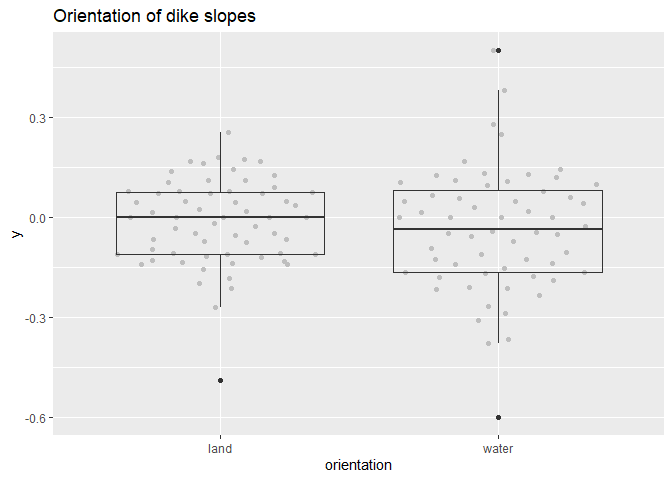 Orientation of dike slopes
0.3
0.0
-0.3
-0.6
y
land
water
orientation